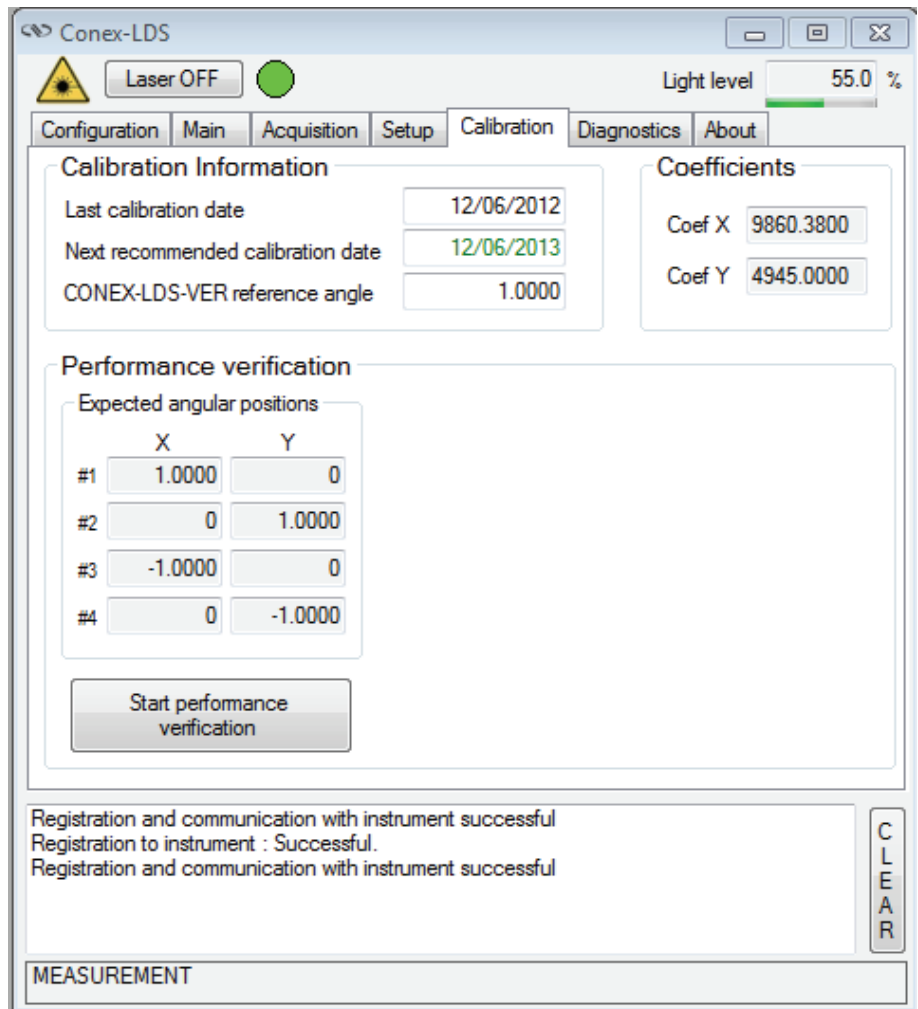 Conex-LDS
Laser OFF
Light level 55.0 %
Configuration Main Acquisition Setup Calibration Diagnostics About
Calibration Information
Last calibration date 12/06/2012
Next recommended calibration date 12/06/2013
CONEX-LDS-VER reference angle 1.0000
Coefficients
Coef X 9860.3800
Coef Y 4945.0000
Performance verification
Expected angular positions
X Y
#1 1.0000 0
#2 0 1.0000
#3 -1.0000 0
#4 0 -1.0000
Start performance
verification
Registration and communication with instrument successful
Registration to instrument : Successful.
Registration and communication with instrument successful
CLEAR
MEASUREMENT